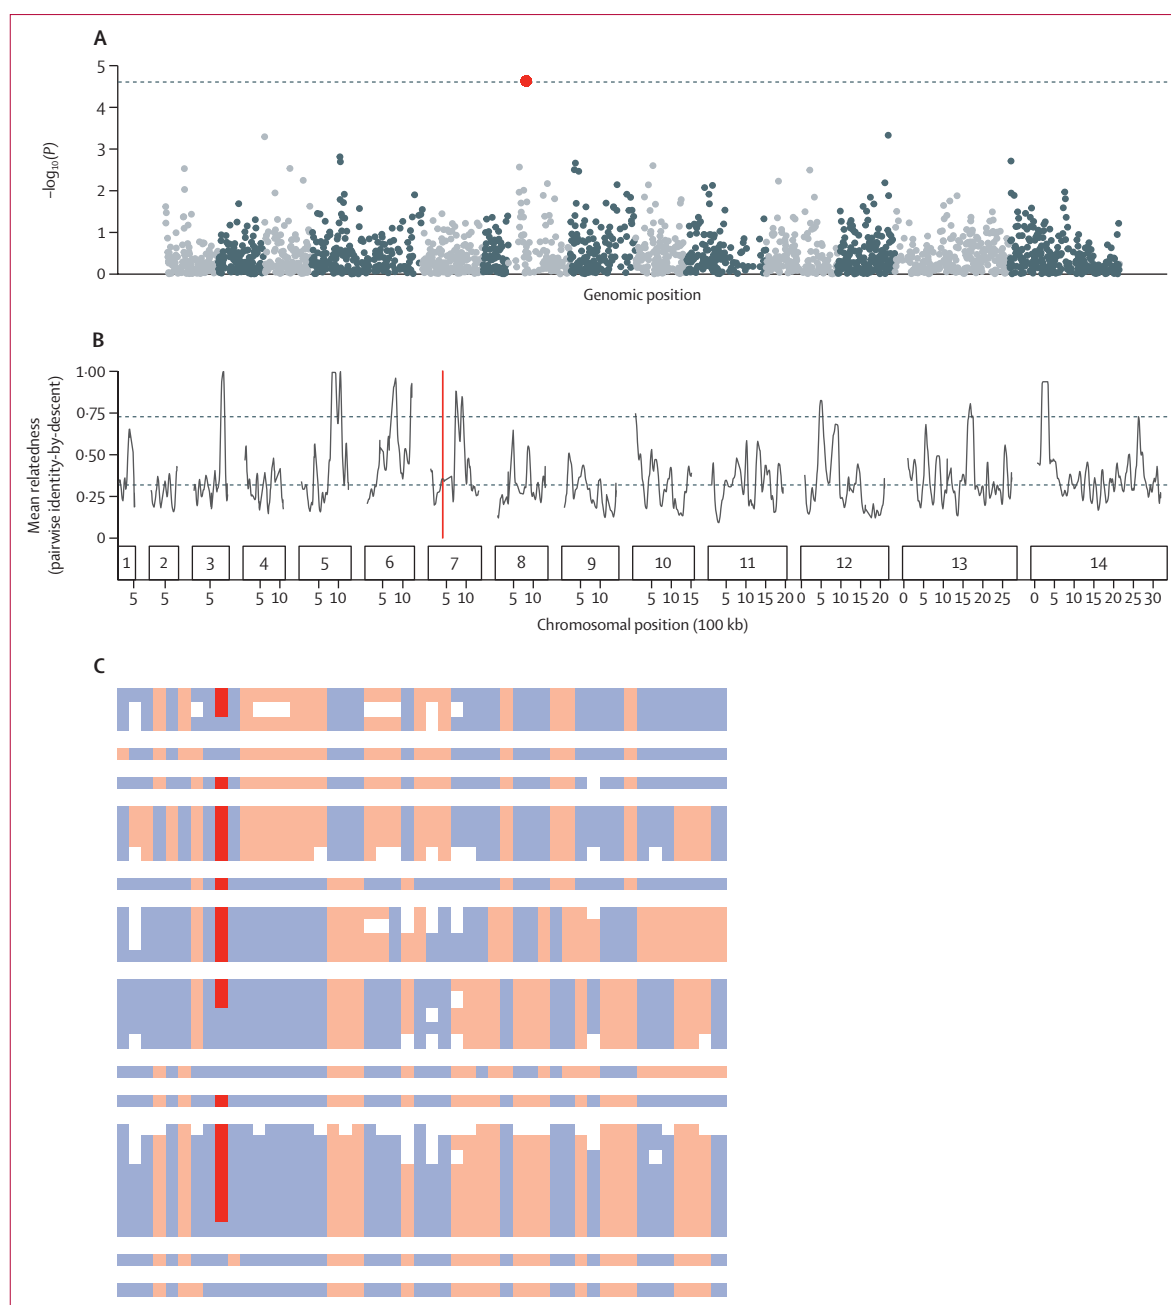 A
5
4
3
2
1
0
–log10(P)
Genomic position
B
1·00
0·75
0·50
0·25
0
Mean relatedness
(pairwise identity-by-descent)
1 2 3 4 5 6 7 8 9 10 11 12 13 14
5 5 5 5 10 5 10 5 10 5 10 5 10 5 10 5 10 15 5 10 15 20 0 5 10 15 20 0 5 10 15 20 25 0 5 10 15 20 25 30
Chromosomal position (100 kb)
C